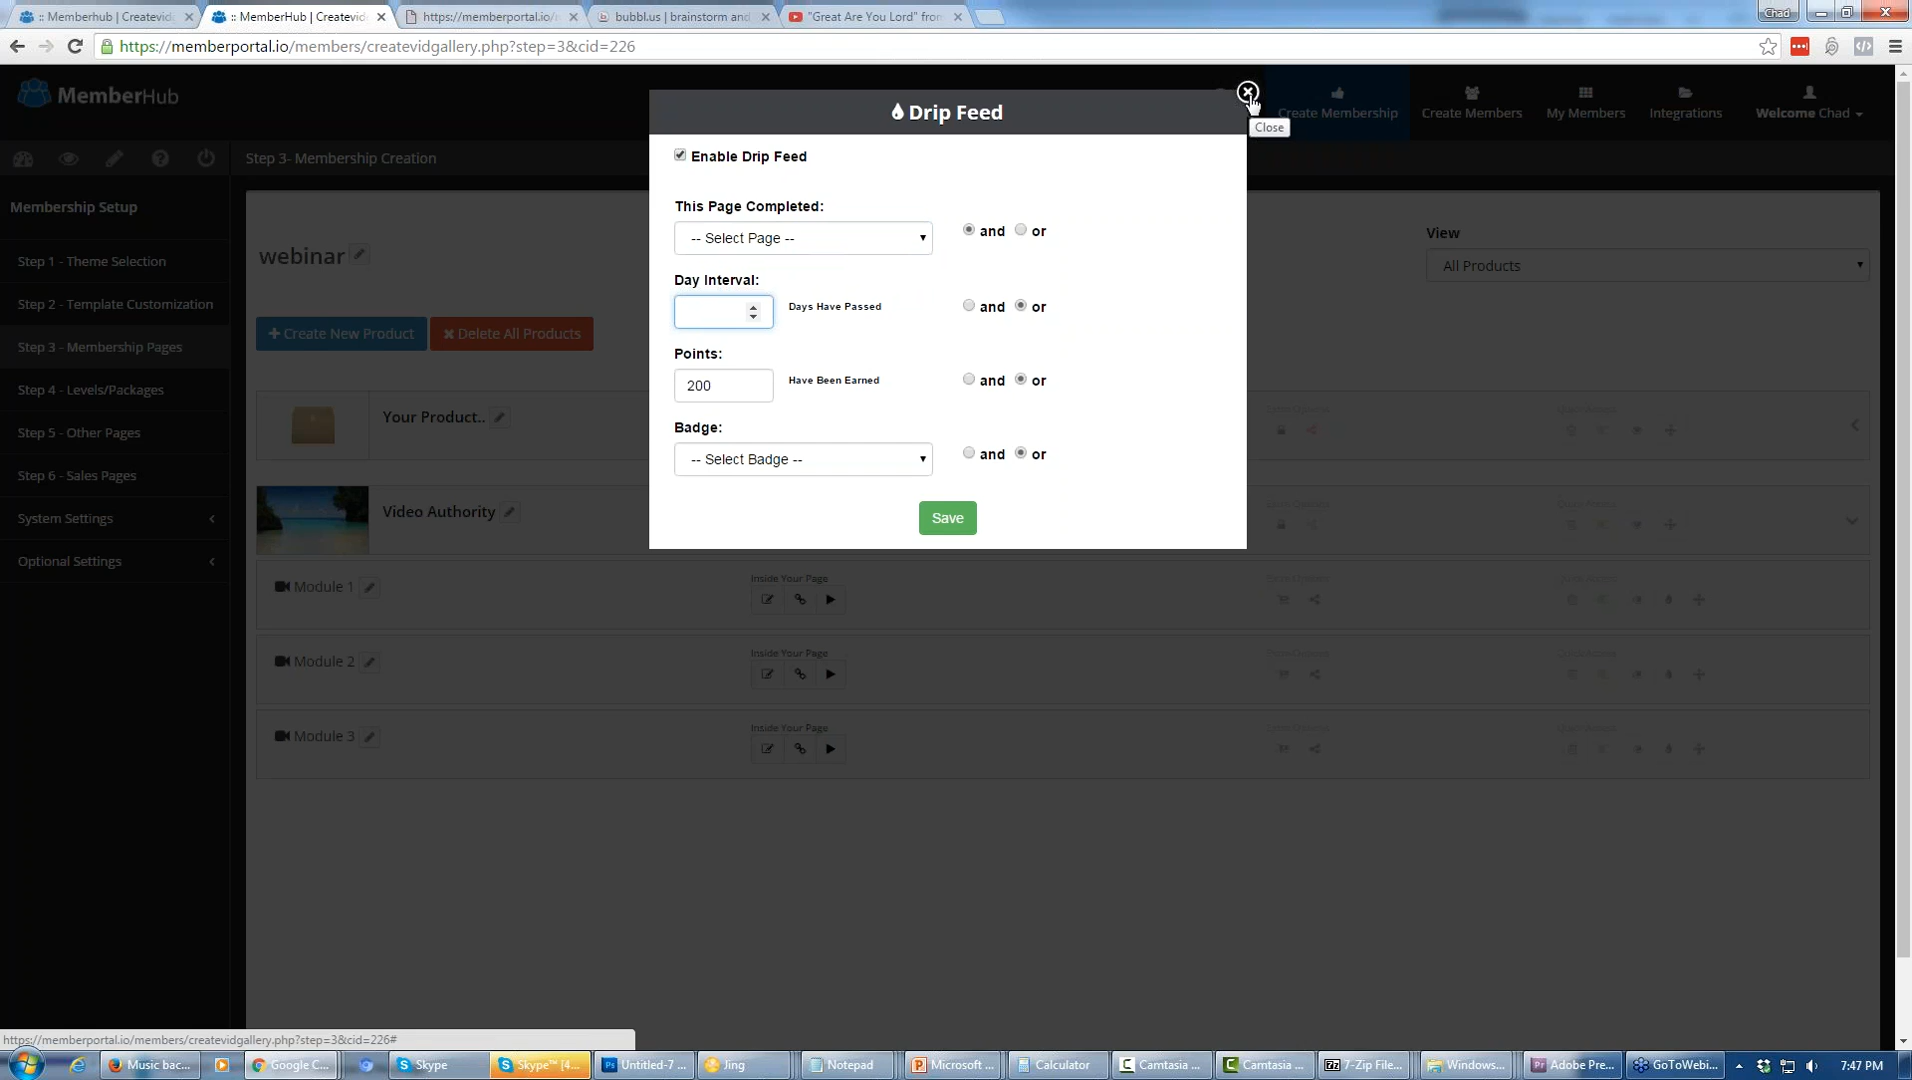 :: MemberHub | Createvid
:: MemberHub | Createvid
https://memberportal.io/
bubbl.us | brainstorm and
"Great Are You Lord" fro
Chad
https://memberportal.io/members/createvidgallery.php?step=3&cid=226
MemberHub
Create Membership
Create Members
My Members
Integrations
Welcome Chad
Close
Step 3- Membership Creation
Membership Setup
Step 1 - Theme Selection
Step 2 - Template Customization
Step 3 - Membership Pages
Step 4 - Levels/Packages
Step 5 - Other Pages
Step 6 - Sales Pages
System Settings
Optional Settings
webinar
View
All Products
+ Create New Product
Delete All Products
Your Product..
Video Authority
Module 1
Inside Your Page
Module 2
Inside Your Page
Module 3
Inside Your Page
Drip Feed
Enable Drip Feed
This Page Completed:
-- Select Page --
and or
Day Interval:
Days Have Passed
and or
Points:
200
Have Been Earned
and or
Badge:
-- Select Badge --
and or
Save
https://memberportal.io/members/createvidgallery.php?step=3&cid=226#
Music bac...
Google C...
Skype
Skype™ [4...
Untitled-7 ...
Jing
Notepad
Microsoft ...
Calculator
Camtasia ...
Camtasia ...
7-Zip File...
Windows...
Adobe Pre...
GoToWebi...
7:47 PM